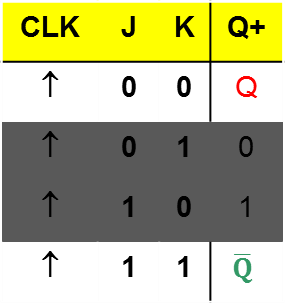 CLK J K Q+
↑ 0 0 Q
↑ 0 1 0
↑ 1 0 1
↑ 1 1 Q̅